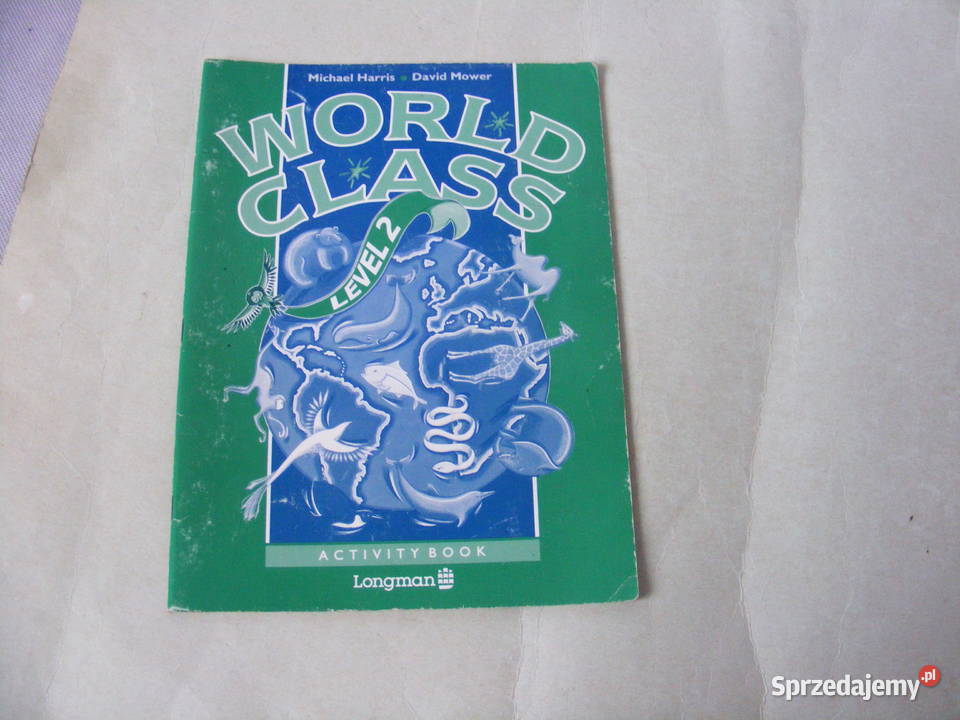 Michael Harris • David Mower
WORLD
CLASS
LEVEL 2
ACTIVITY BOOK
Longman
Sprzedajemy.pl